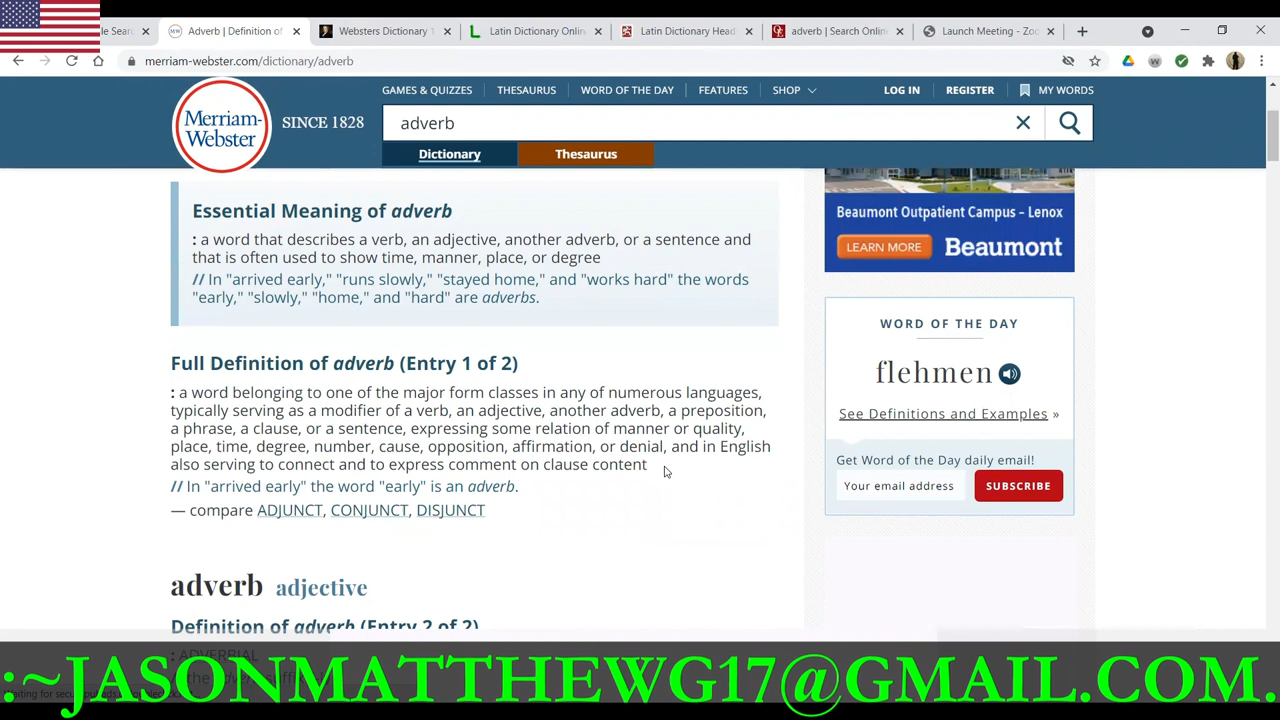 le Sear
Adverb | Definition of
Websters Dictionary 1
Latin Dictionary Onlin
Latin Dictionary Head
adverb | Search Onlin
Launch Meeting - Zoo
merriam-webster.com/dictionary/adverb
GAMES & QUIZZES
THESAURUS
WORD OF THE DAY
FEATURES
SHOP
LOG IN
REGISTER
MY WORDS
Merriam-
Webster
SINCE 1828
adverb
Dictionary
Thesaurus
Essential Meaning of adverb
: a word that describes a verb, an adjective, another adverb, or a sentence and
that is often used to show time, manner, place, or degree
// In "arrived early," "runs slowly," "stayed home," and "works hard" the words
"early," "slowly," "home," and "hard" are adverbs.
Full Definition of adverb (Entry 1 of 2)
: a word belonging to one of the major form classes in any of numerous languages,
typically serving as a modifier of a verb, an adjective, another adverb, a preposition,
a phrase, a clause, or a sentence, expressing some relation of manner or quality,
place, time, degree, number, cause, opposition, affirmation, or denial, and in English
also serving to connect and to express comment on clause content
// In "arrived early" the word "early" is an adverb.
— compare ADJUNCT, CONJUNCT, DISJUNCT
adverb adjective
Definition of adverb (Entry 2 of 2)
: ADVERBIAL
Beaumont Outpatient Campus – Lenox
LEARN MORE
Beaumont
WORD OF THE DAY
flehmen
See Definitions and Examples »
Get Word of the Day daily email!
Your email address
SUBSCRIBE
:~JASONMATTHEWG17@GMAIL.COM.